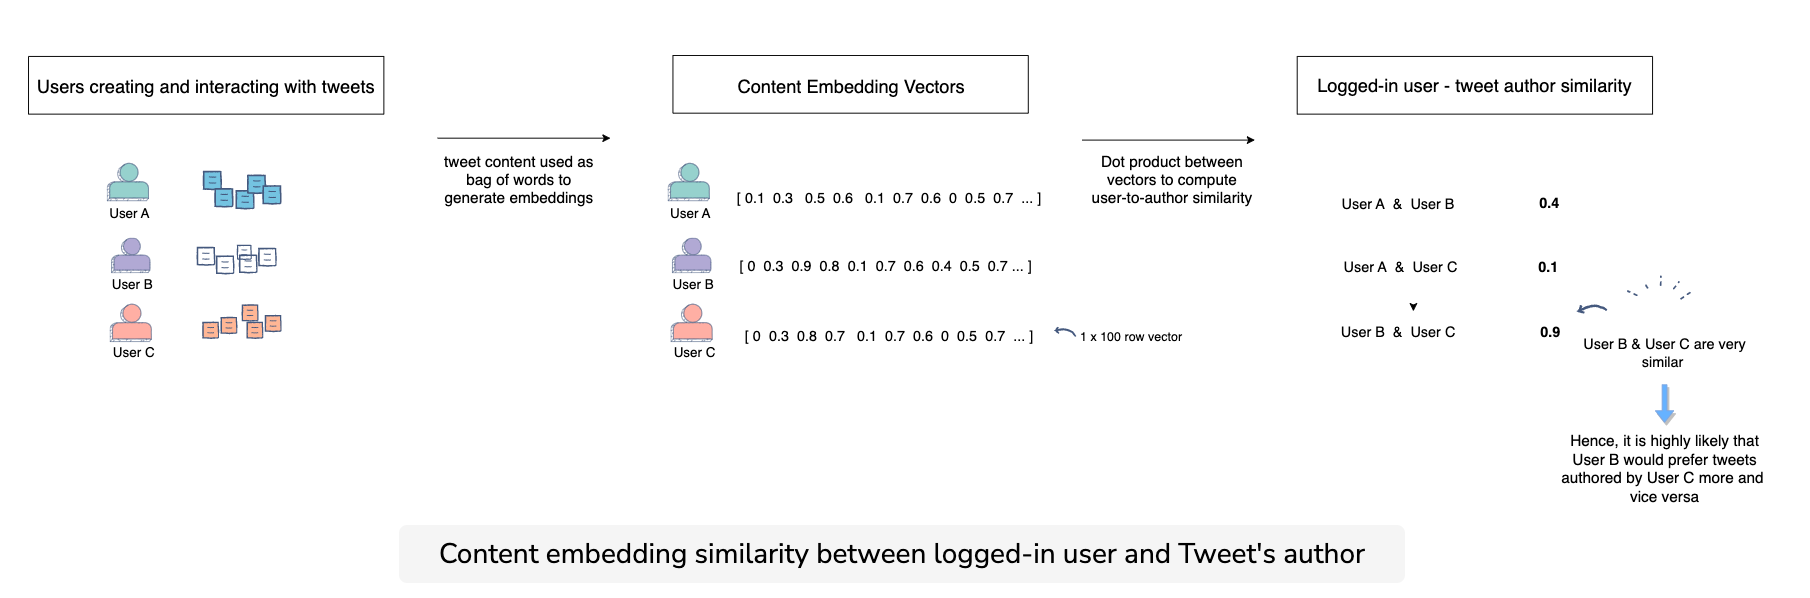 Users creating and interacting with tweets
Content Embedding Vectors
Logged-in user - tweet author similarity
tweet content used as
bag of words to
generate embeddings
Dot product between
vectors to compute
user-to-author similarity
User A
User B
User C
User A
[ 0.1 0.3 0.5 0.6 0.1 0.7 0.6 0 0.5 0.7 ... ]
User B
[ 0 0.3 0.9 0.8 0.1 0.7 0.6 0.4 0.5 0.7 ... ]
User C
[ 0 0.3 0.8 0.7 0.1 0.7 0.6 0 0.5 0.7 ... ]
1 x 100 row vector
User A & User B 0.4
User A & User C 0.1
User B & User C 0.9
User B & User C are very
similar
Hence, it is highly likely that
User B would prefer tweets
authored by User C more and
vice versa
Content embedding similarity between logged-in user and Tweet's author